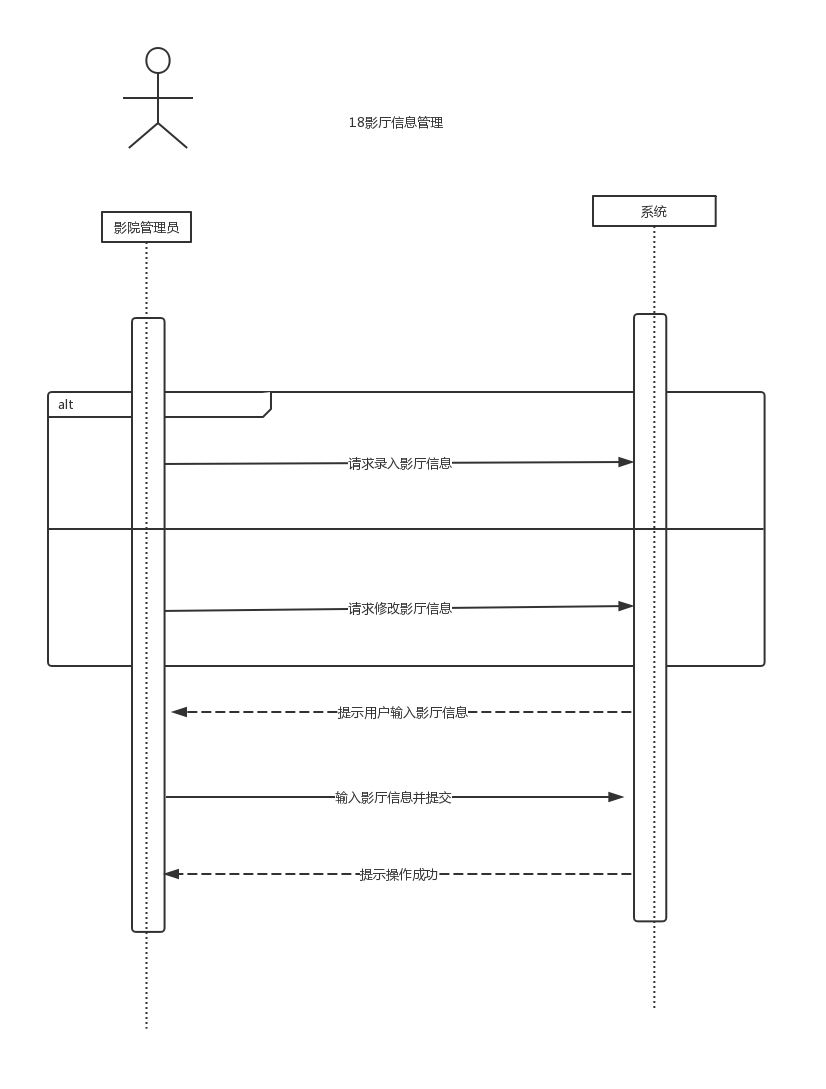 18影厅信息管理
系统
影院管理员
alt
请求录入影厅信息
请求修改影厅信息
提示用户输入影厅信息
输入影厅信息并提交
提示操作成功